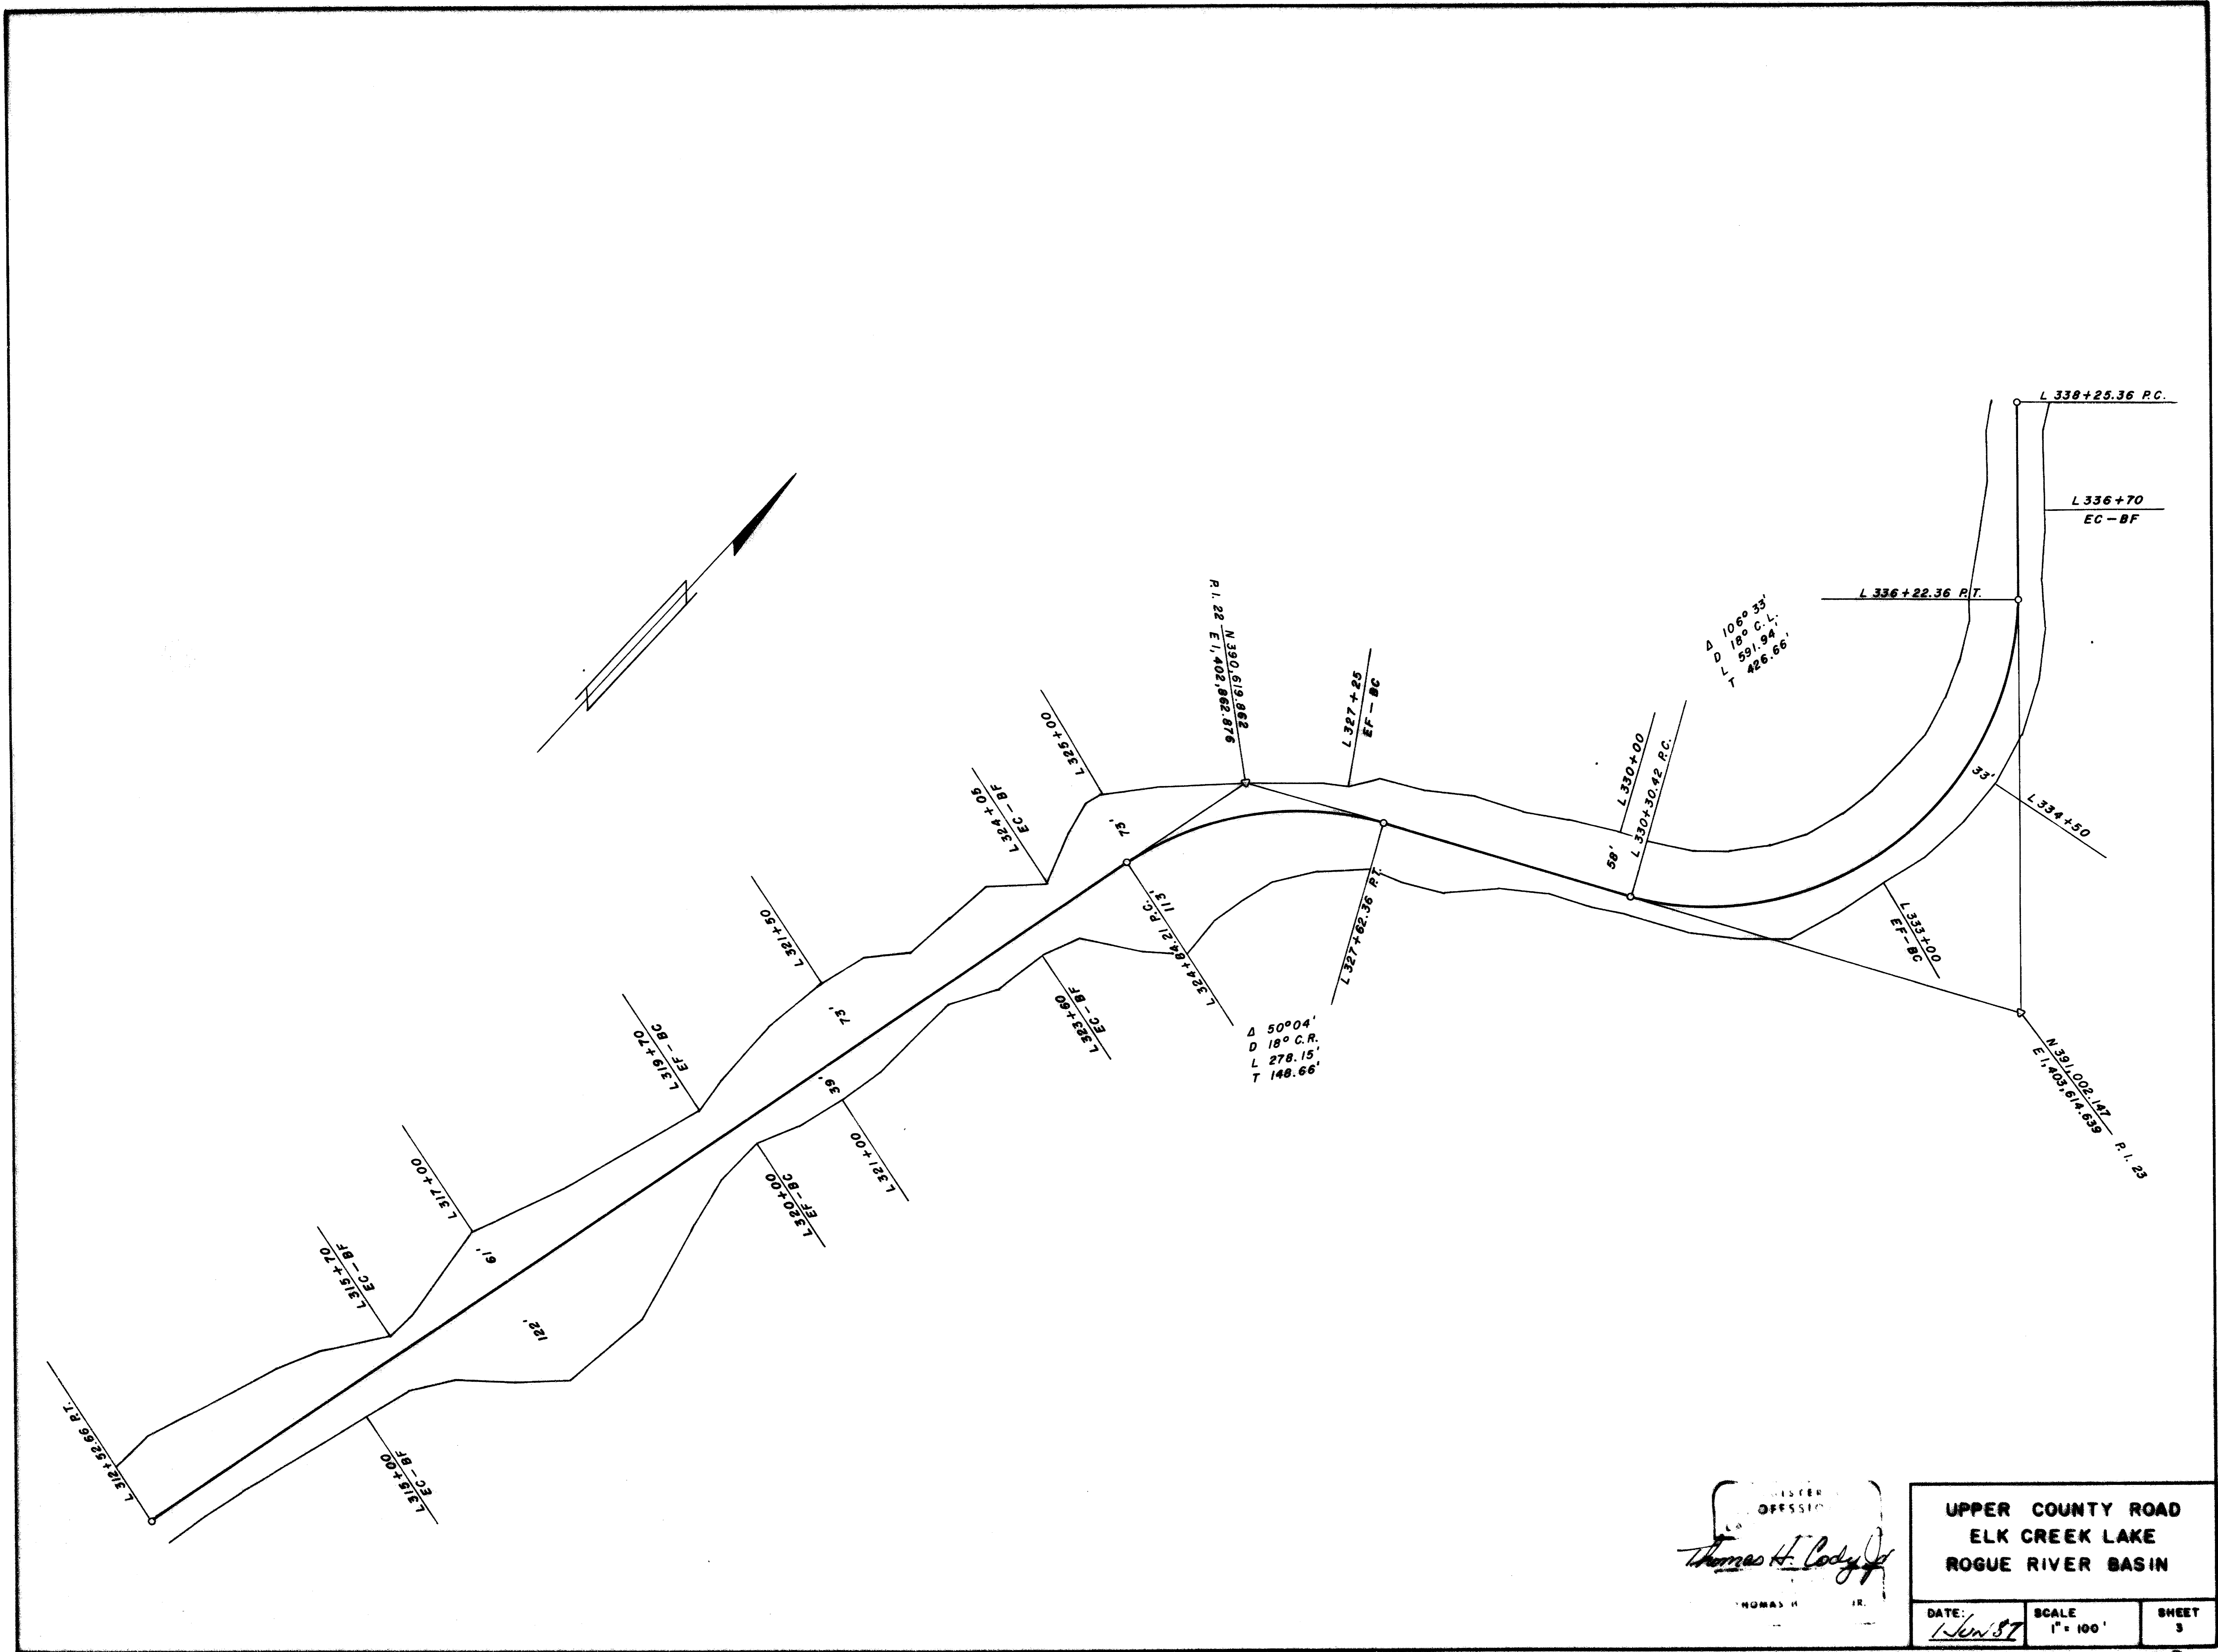 L 338+25.36 P.C.
L 336+70
EC-BF
L 336+22.36 P.T.
Δ 106° 33'
D 18° C.L.
L 591.94'
T 426.66'
P.I. 22
N 390,619.862
E 1,402,862.876
L 327+25
EF-BC
L 325+00
L 324+05
EC-BF
73'
L 330+00
L 330+30.42 P.C.
58'
33'
L 334+50
L 321+50
L 324+84.21 P.C.
113'
L 327+62.36 P.T.
L 333+00
EF-BC
L 319+70
EF-BC
73'
L 323+60
EC-BF
Δ 50°04'
D 18° C.R.
L 278.15'
T 148.66'
39'
N 391,002.147
E 1,403,614.639
P.I. 23
L 317+00
L 320+00
EF-BC
L 321+00
L 315+70
EC-BF
61'
122'
L 312+52.66 P.T.
L 315+00
EC-BF
Thomas H. Cody Jr
THOMAS H JR.
UPPER COUNTY ROAD
ELK CREEK LAKE
ROGUE RIVER BASIN
DATE: 1 JUN 87
SCALE
1" = 100'
SHEET
3